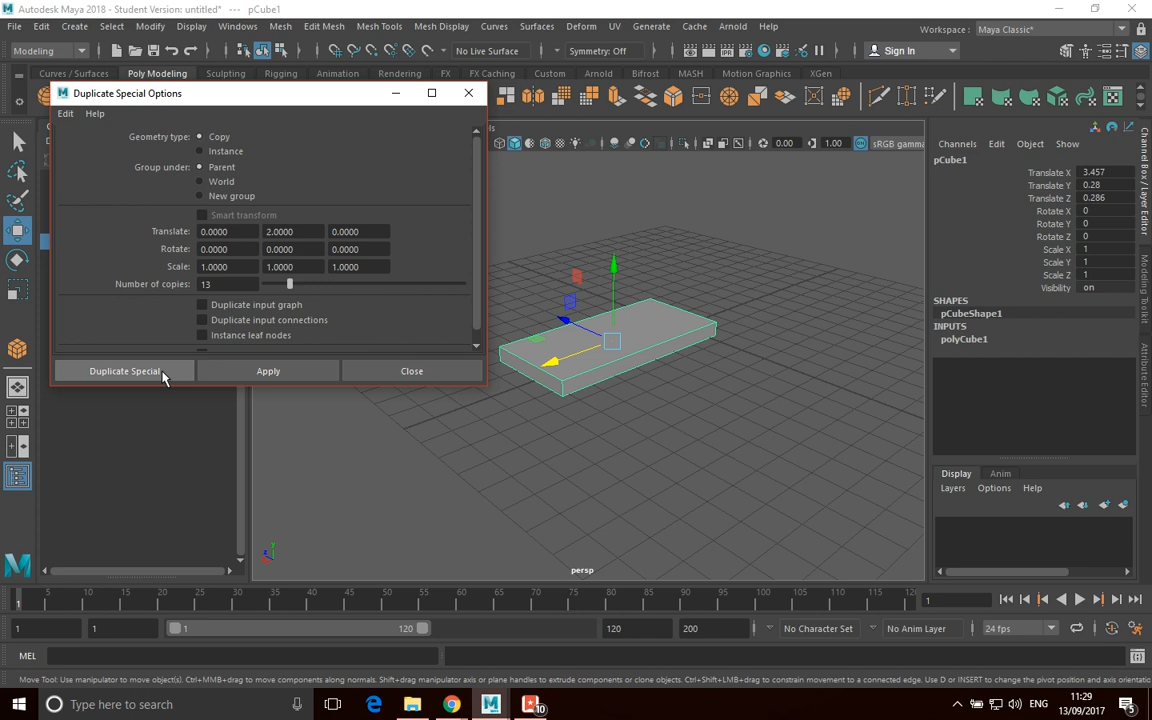 Autodesk Maya 2018 - Student Version: untitled* --- pCube1
File Edit Create Select Modify Display Windows Mesh Edit Mesh Mesh Tools Mesh Display Curves Surfaces Deform UV Generate Cache Arnold Help
Workspace : Maya Classic*
Modeling No Live Surface Symmetry: Off Sign In
Curves / Surfaces Poly Modeling Sculpting Rigging Animation Rendering FX FX Caching Custom Arnold Bifrost MASH Motion Graphics XGen
Duplicate Special Options
Edit Help
Geometry type: Copy
Instance
Group under: Parent
World
New group
Smart transform
Translate: 0.0000 2.0000 0.0000
Rotate: 0.0000 0.0000 0.0000
Scale: 1.0000 1.0000 1.0000
Number of copies: 13
Duplicate input graph
Duplicate input connections
Instance leaf nodes
Duplicate Special Apply Close
0.00 1.00 sRGB gamma
persp
Channels Edit Object Show
pCube1
Translate X 3.457
Translate Y 0.28
Translate Z 0.286
Rotate X 0
Rotate Y 0
Rotate Z 0
Scale X 1
Scale Y 1
Scale Z 1
Visibility on
SHAPES
pCubeShape1
INPUTS
polyCube1
Display Anim
Layers Options Help
Channel Box / Layer Editor
Modeling Toolkit
Attribute Editor
5 10 15 20 25 30 35 40 45 50 55 60 65 70 75 80 85 90 95 100 105 110 115 12
1 1
1 1 1 120 120 200 No Character Set No Anim Layer 24 fps
MEL
Move Tool: Use manipulator to move object(s). Ctrl+MMB+drag to move components along normals. Shift+drag manipulator axis or plane handles to extrude components or clone objects. Ctrl+Shift+LMB+drag to constrain movement to a connected edge. Use D or INSERT to change the pivot position and axis orientatio
Type here to search
10
ENG
11:29
13/09/2017
5